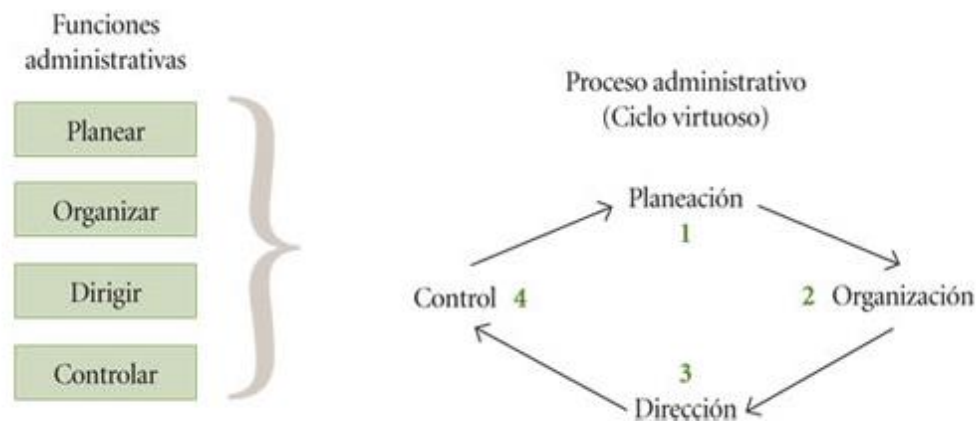 Funciones
administrativas
Planear
Organizar
Dirigir
Controlar
Proceso administrativo
(Ciclo virtuoso)
Planeación
1
2 Organización
3
Dirección
Control 4